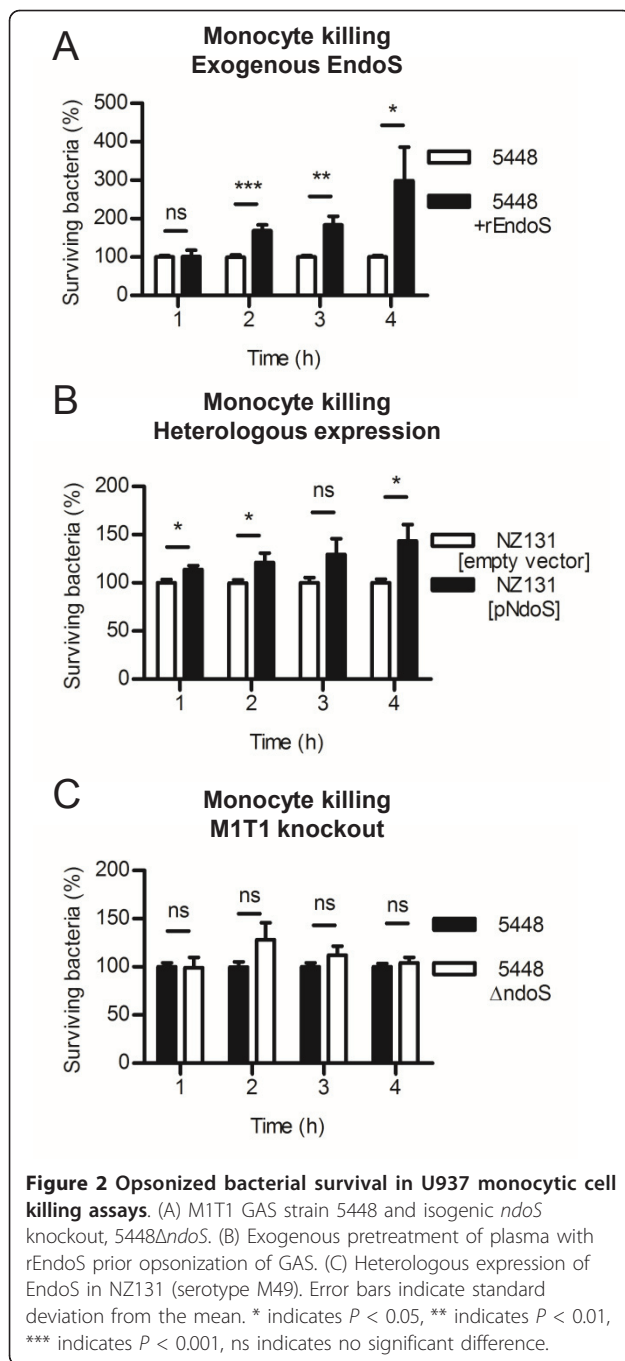 A
Monocyte killing
Exogenous EndoS
Surviving bacteria (%)
500
400
300
200
100
0
ns
***
**
*
5448
5448
+rEndoS
1 2 3 4
Time (h)
B
Monocyte killing
Heterologous expression
Surviving bacteria (%)
200
150
100
50
0
*
*
ns
*
NZ131
[empty vector]
NZ131
[pNdoS]
1 2 3 4
Time (h)
C
Monocyte killing
M1T1 knockout
Surviving bacteria (%)
200
150
100
50
0
ns
ns
ns
ns
5448
5448
ΔndoS
1 2 3 4
Time (h)
Figure 2 Opsonized bacterial survival in U937 monocytic cell
killing assays. (A) M1T1 GAS strain 5448 and isogenic ndoS
knockout, 5448ΔndoS. (B) Exogenous pretreatment of plasma with
rEndoS prior opsonization of GAS. (C) Heterologous expression of
EndoS in NZ131 (serotype M49). Error bars indicate standard
deviation from the mean. * indicates P < 0.05, ** indicates P < 0.01,
*** indicates P < 0.001, ns indicates no significant difference.